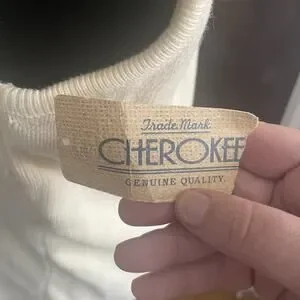 Trade Mark
CHEROKEE
GENUINE QUALITY.